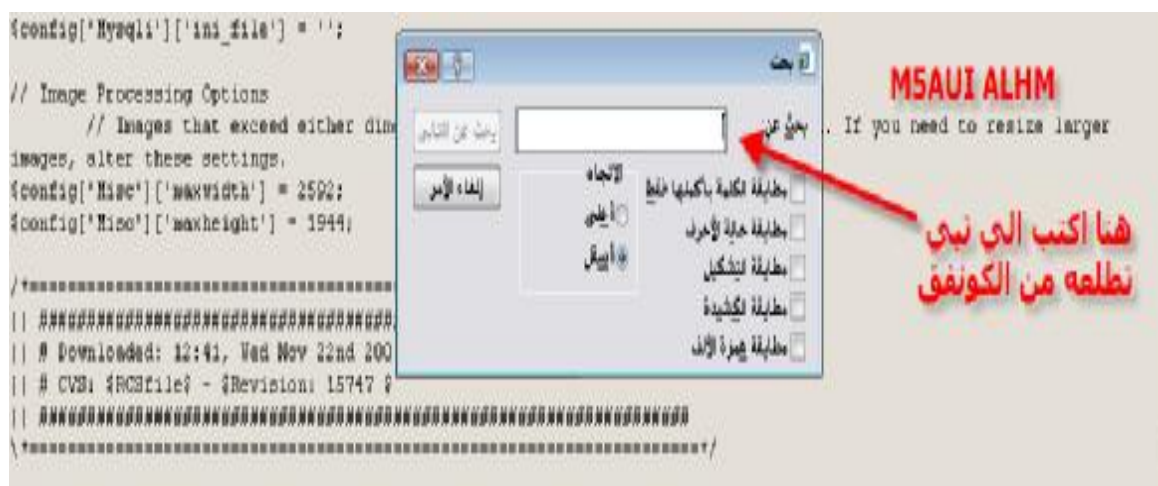 $config['Mysqli']['ini_file'] = '';
// Image Processing Options
// Images that exceed either dim
. If you need to resize larger
images, alter these settings.
$config['Misc']['maxwidth'] = 2592;
$config['Misc']['maxheight'] = 1944;
|| # Downloaded: 12:41, Wed Nov 22nd 200
|| # CVS: $RCSfile$ - $Revision: 15747 $
بحث
بحث عن:
بحث عن التالي
إلغاء الأمر
الاتجاه
أعلى
أسفل
مطابقة الكلمة بأكملها فقط
مطابقة حالة الأحرف
مطابقة التشكيل
مطابقة الكشيدة
مطابقة همزة الألف
M5AUI ALHM
هنا اكتب الي تبي
تطلعه من الكونفق